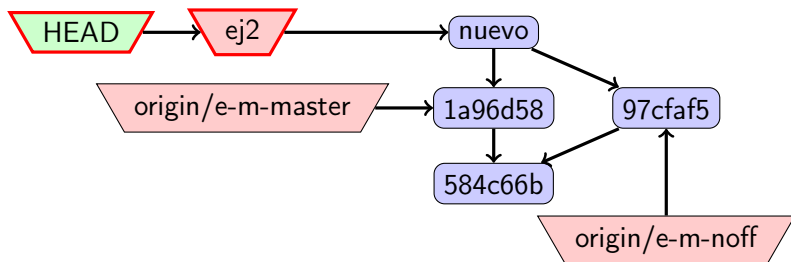 HEAD
ej2
nuevo
origin/e-m-master
1a96d58
97cfaf5
584c66b
origin/e-m-noff